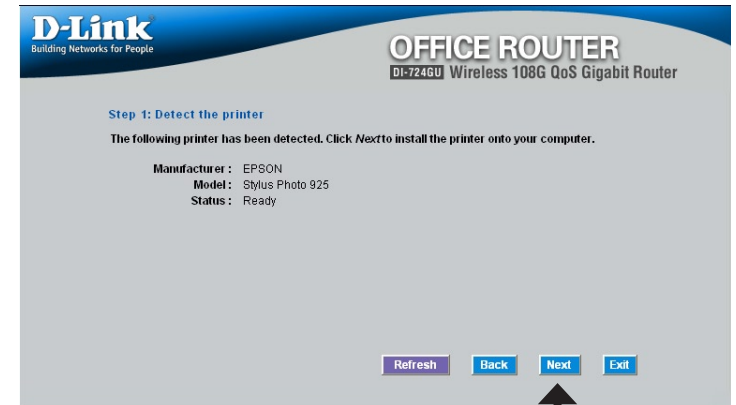 D-Link
Building Networks for People
OFFICE ROUTER
DI-724GU Wireless 108G QoS Gigabit Router
Step 1: Detect the printer
The following printer has been detected. Click Next to install the printer onto your computer.
Manufacturer : EPSON
Model : Stylus Photo 925
Status : Ready
Refresh Back Next Exit